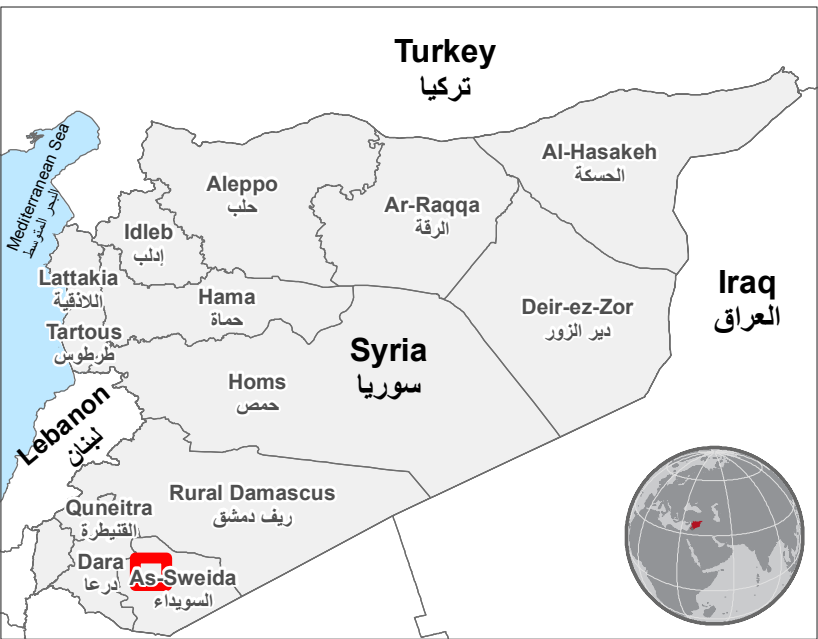 Turkey
تركيا
Mediterranean Sea
البحر المتوسط
Al-Hasakeh
الحسكة
Aleppo
حلب
Ar-Raqqa
الرقة
Idleb
إدلب
Lattakia
اللاذقية
Hama
حماة
Deir-ez-Zor
دير الزور
Iraq
العراق
Tartous
طرطوس
Syria
سوريا
Homs
حمص
Lebanon
لبنان
Rural Damascus
ريف دمشق
Quneitra
القنيطرة
Dara
درعا
As-Sweida
السويداء